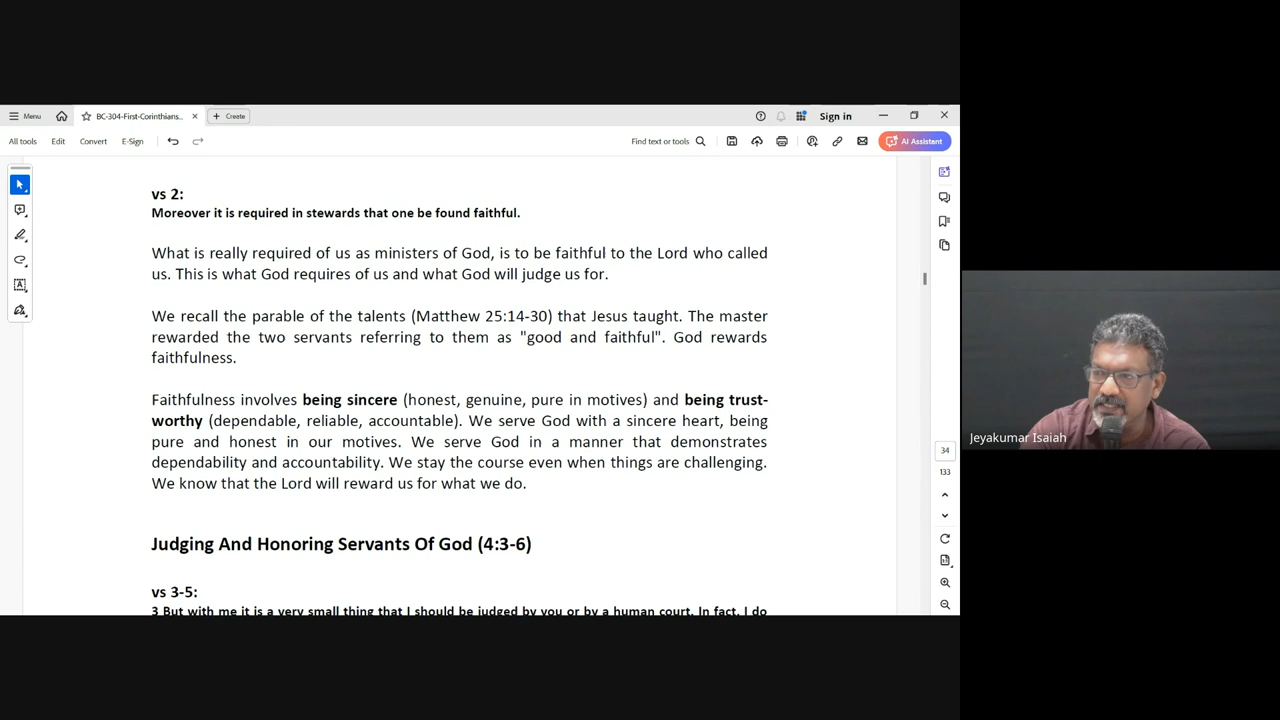 Menu
BC-304-First-Corinthians...
Create
Sign in
All tools
Edit
Convert
E-Sign
Find text or tools
AI Assistant
vs 2:
Moreover it is required in stewards that one be found faithful.
What is really required of us as ministers of God, is to be faithful to the Lord who called
us. This is what God requires of us and what God will judge us for.
We recall the parable of the talents (Matthew 25:14-30) that Jesus taught. The master
rewarded the two servants referring to them as "good and faithful". God rewards
faithfulness.
Faithfulness involves being sincere (honest, genuine, pure in motives) and being trust-
worthy (dependable, reliable, accountable). We serve God with a sincere heart, being
pure and honest in our motives. We serve God in a manner that demonstrates
dependability and accountability. We stay the course even when things are challenging.
We know that the Lord will reward us for what we do.
Judging And Honoring Servants Of God (4:3-6)
vs 3-5:
3 But with me it is a very small thing that I should be judged by you or by a human court. In fact, I do
34
133
Jeyakumar Isaiah